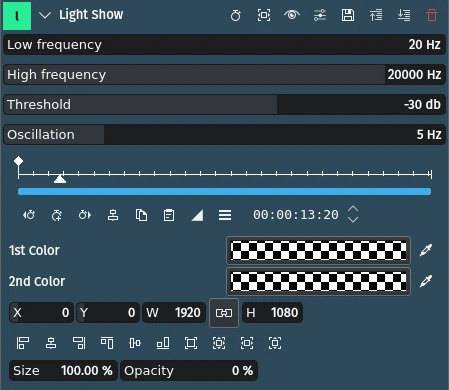 l Light Show
Low frequency 20 Hz
High frequency 20000 Hz
Threshold -30 db
Oscillation 5 Hz
00:00:13:20
1st Color
2nd Color
X 0 Y 0 W 1920 H 1080
Size 100.00 % Opacity 0 %